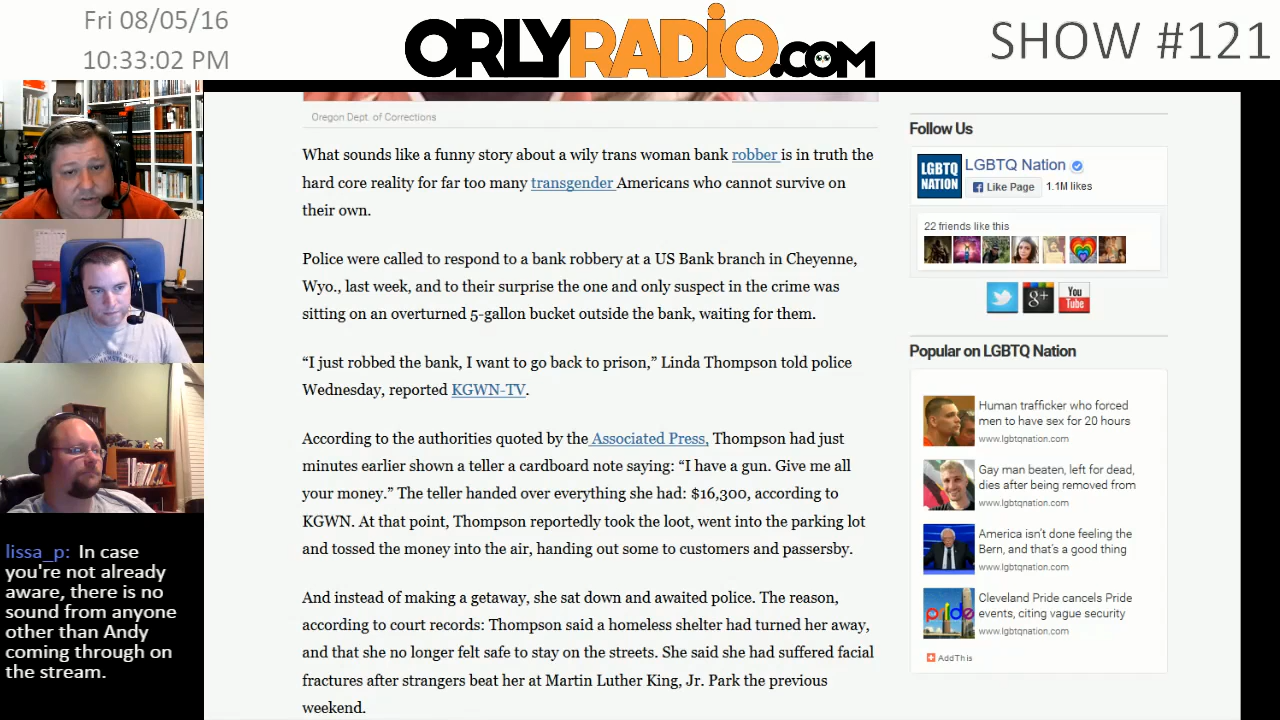 Fri 08/05/16
10:33:02 PM
ORLYRADiO.COM
SHOW #121
Oregon Dept. of Corrections
What sounds like a funny story about a wily trans woman bank robber is in truth the
hard core reality for far too many transgender Americans who cannot survive on
their own.
Police were called to respond to a bank robbery at a US Bank branch in Cheyenne,
Wyo., last week, and to their surprise the one and only suspect in the crime was
sitting on an overturned 5-gallon bucket outside the bank, waiting for them.
“I just robbed the bank, I want to go back to prison,” Linda Thompson told police
Wednesday, reported KGWN-TV.
According to the authorities quoted by the Associated Press, Thompson had just
minutes earlier shown a teller a cardboard note saying: “I have a gun. Give me all
your money.” The teller handed over everything she had: $16,300, according to
KGWN. At that point, Thompson reportedly took the loot, went into the parking lot
and tossed the money into the air, handing out some to customers and passersby.
And instead of making a getaway, she sat down and awaited police. The reason,
according to court records: Thompson said a homeless shelter had turned her away,
and that she no longer felt safe to stay on the streets. She said she had suffered facial
fractures after strangers beat her at Martin Luther King, Jr. Park the previous
weekend.
Follow Us
LGBTQ
NATION
LGBTQ Nation
Like Page
1.1M likes
22 friends like this
g+
You
Tube
Popular on LGBTQ Nation
Human trafficker who forced
men to have sex for 20 hours
www.lgbtqnation.com
Gay man beaten, left for dead,
dies after being removed from
www.lgbtqnation.com
America isn't done feeling the
Bern, and that's a good thing
www.lgbtqnation.com
pride
Cleveland Pride cancels Pride
events, citing vague security
www.lgbtqnation.com
AddThis
lissa_p: In case
you're not already
aware, there is no
sound from anyone
other than Andy
coming through on
the stream.